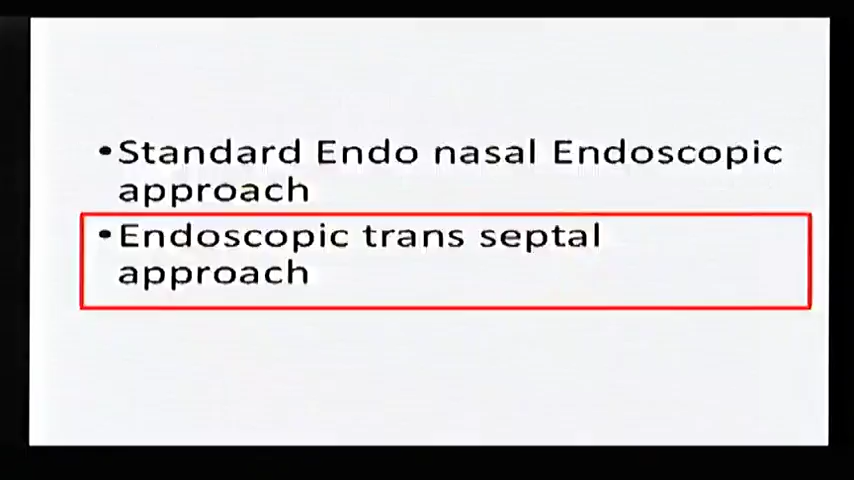 •Standard Endo nasal Endoscopic
approach
•Endoscopic trans septal
approach